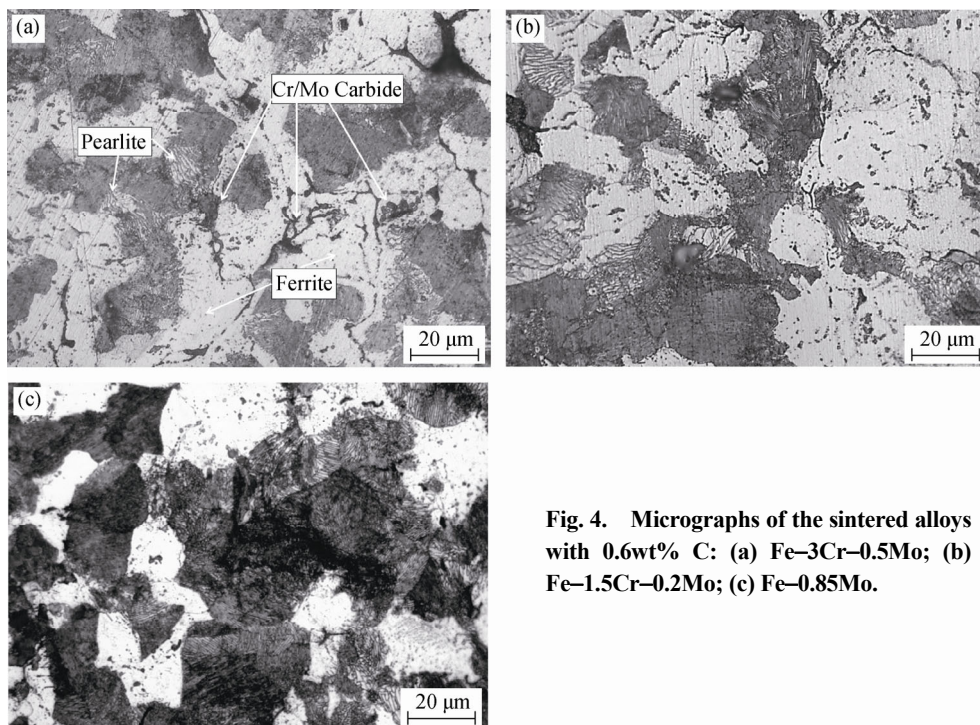 (a)
Cr/Mo Carbide
Pearlite
Ferrite
20 μm
(b)
20 μm
(c)
20 μm
Fig. 4. Micrographs of the sintered alloys
with 0.6wt% C: (a) Fe–3Cr–0.5Mo; (b)
Fe–1.5Cr–0.2Mo; (c) Fe–0.85Mo.